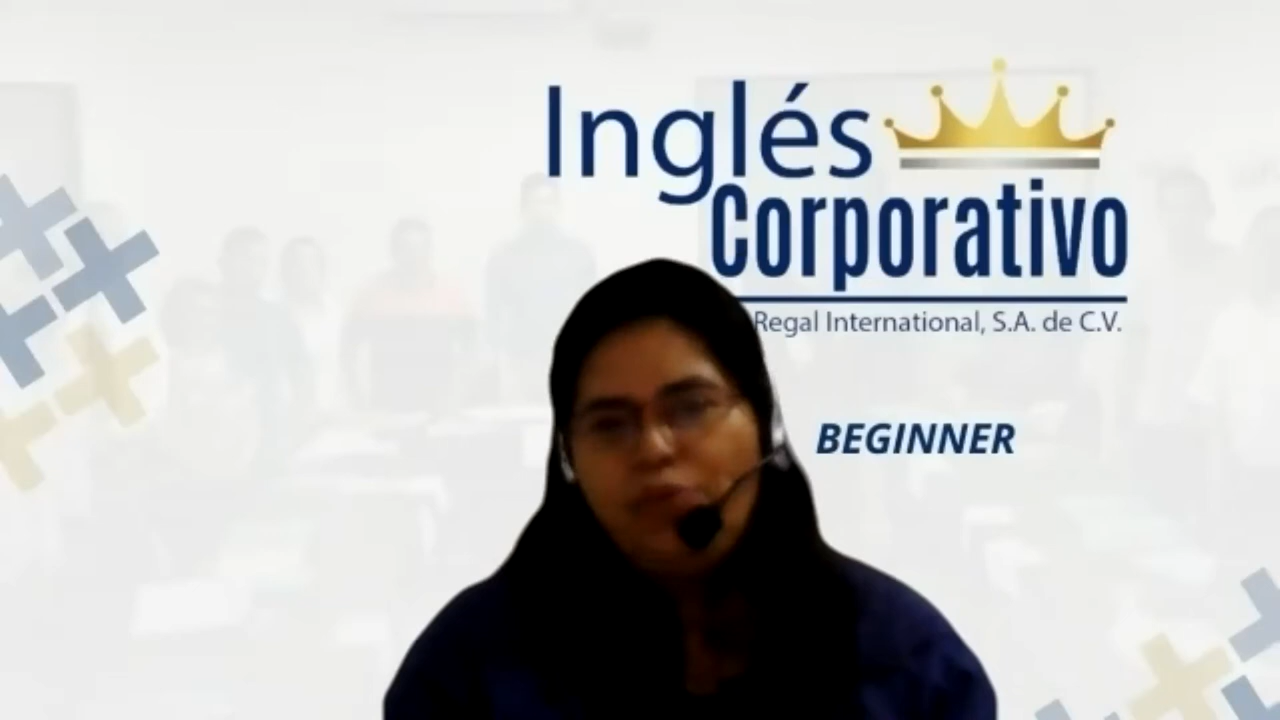 Inglés
Corporativo
Regal International, S.A. de C.V.
BEGINNER